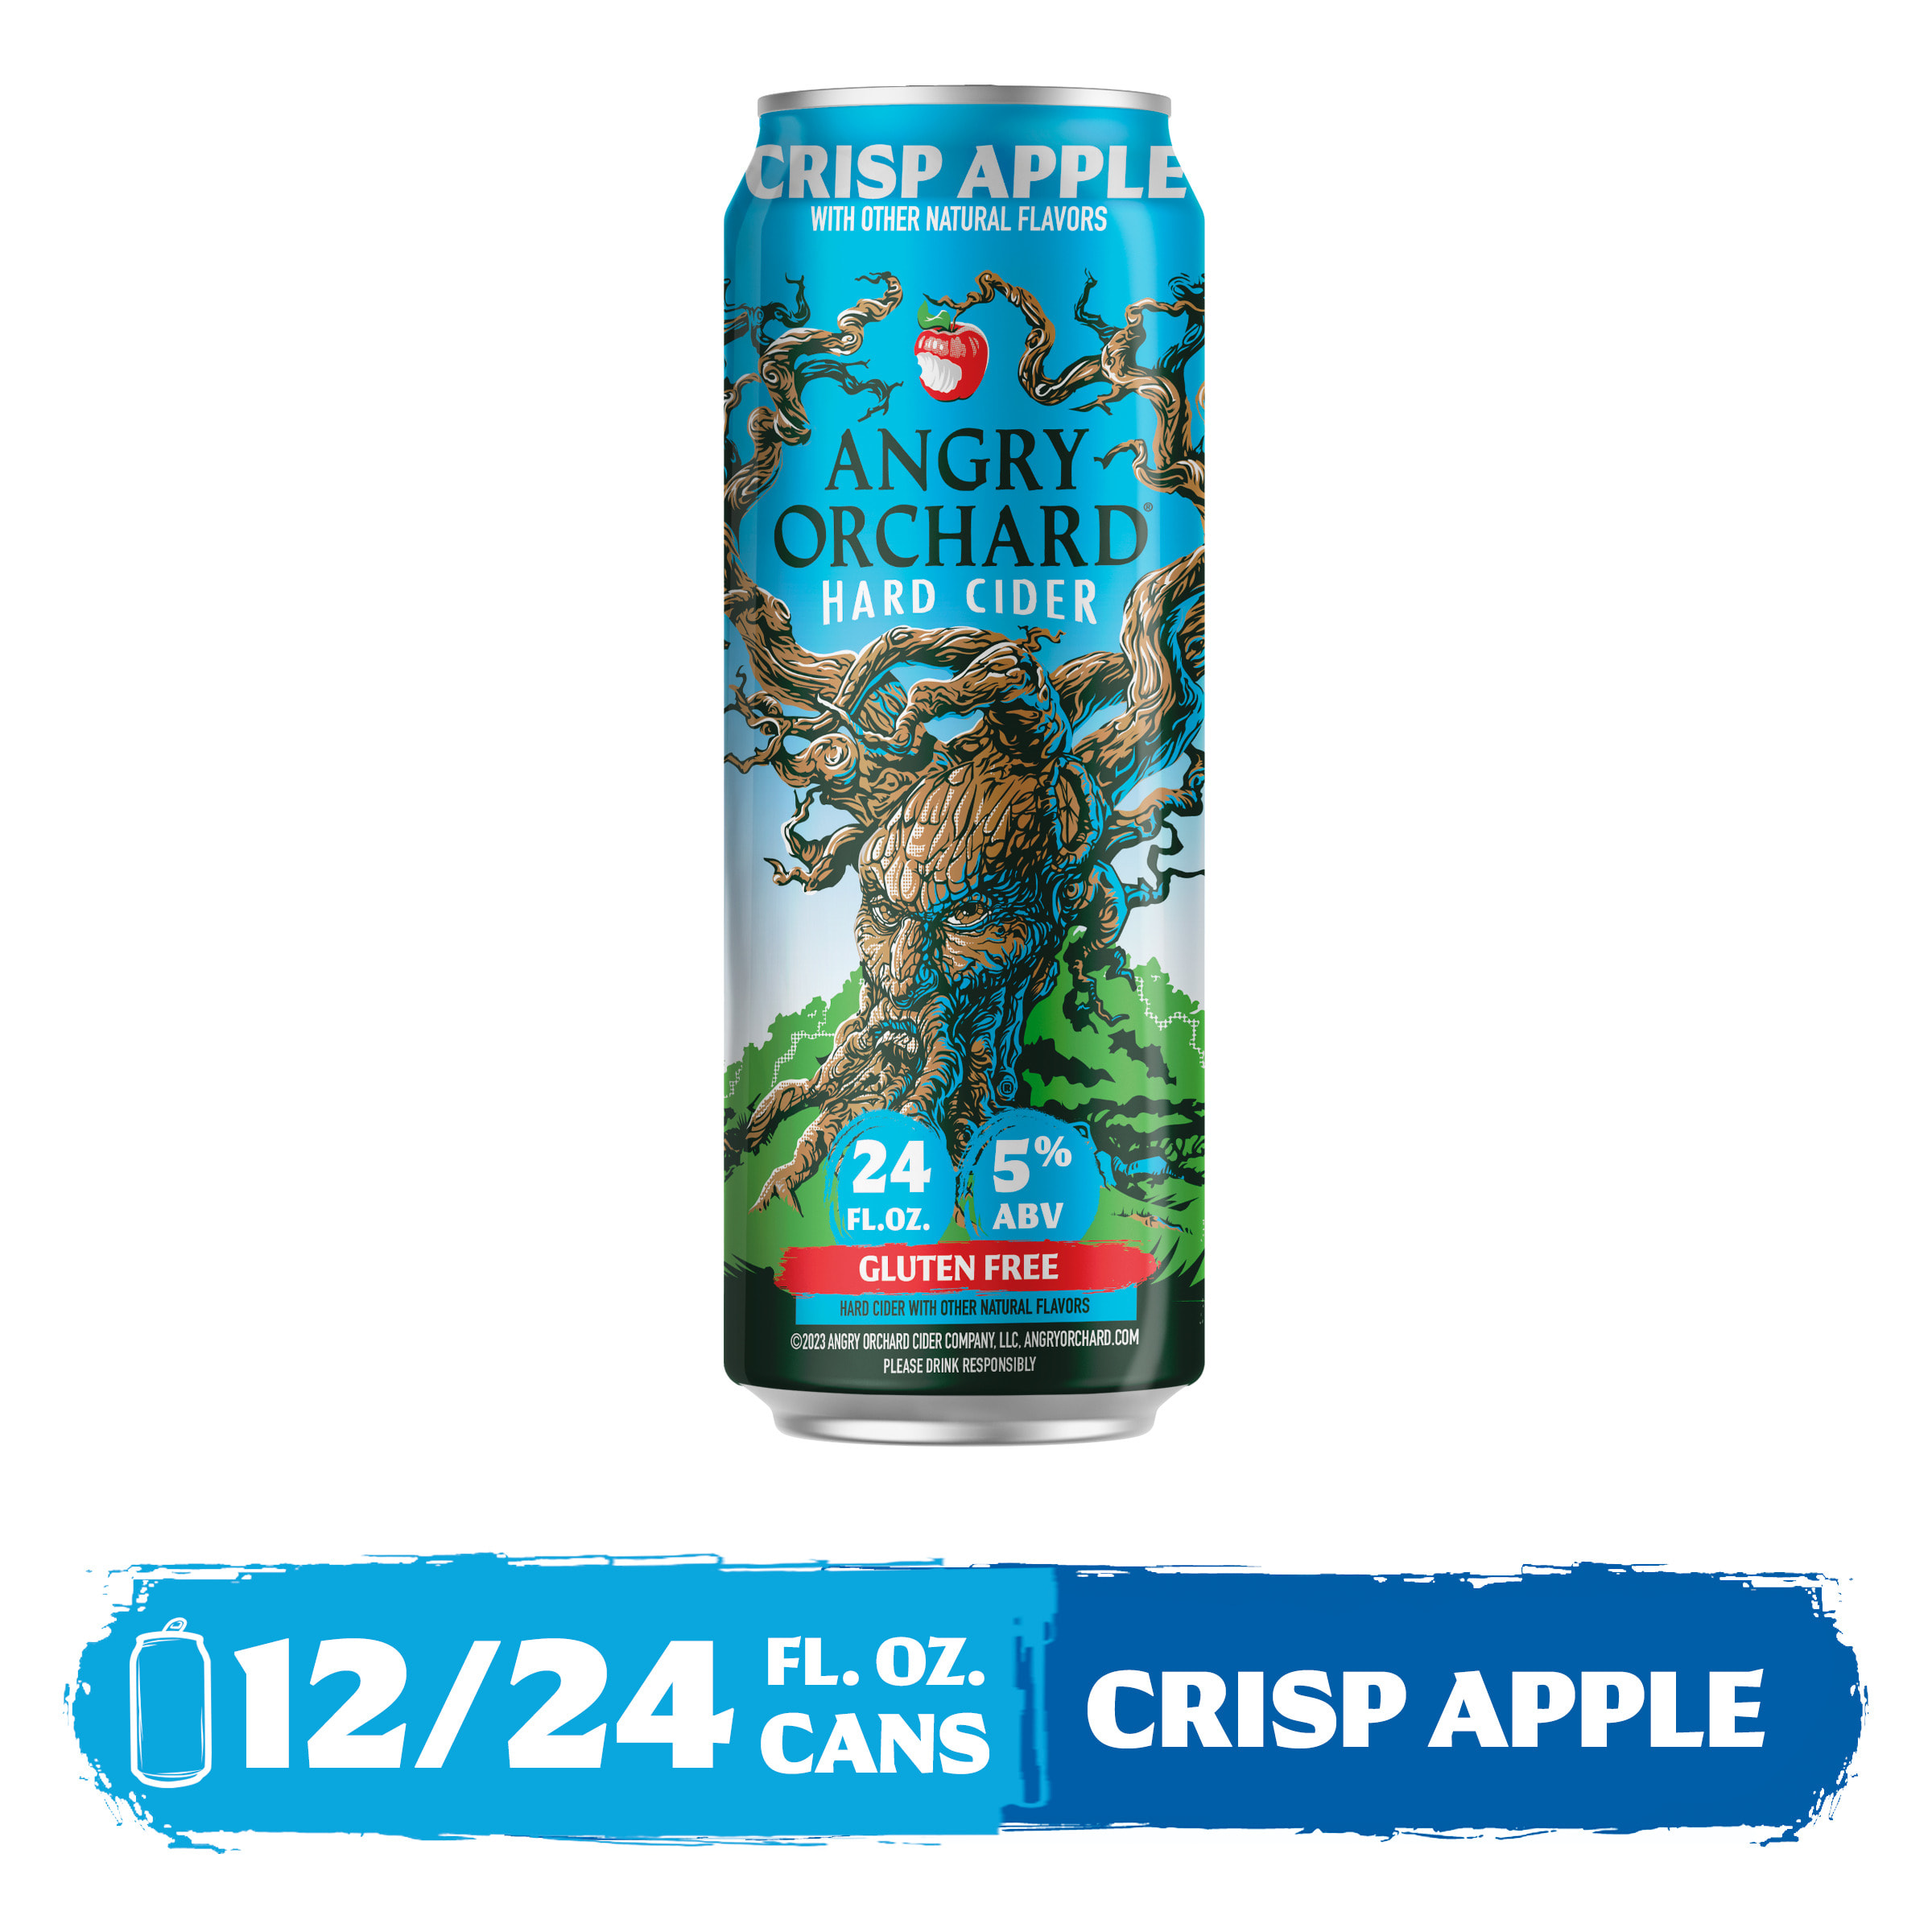 CRISP APPLE
WITH OTHER NATURAL FLAVORS
ANGRY
ORCHARD®
HARD CIDER
®
24
FL.OZ.
5%
ABV
GLUTEN FREE
HARD CIDER WITH OTHER NATURAL FLAVORS
©2023 ANGRY ORCHARD CIDER COMPANY, LLC, ANGRYORCHARD.COM
PLEASE DRINK RESPONSIBLY
12/24
FL. OZ.
CANS
CRISP APPLE